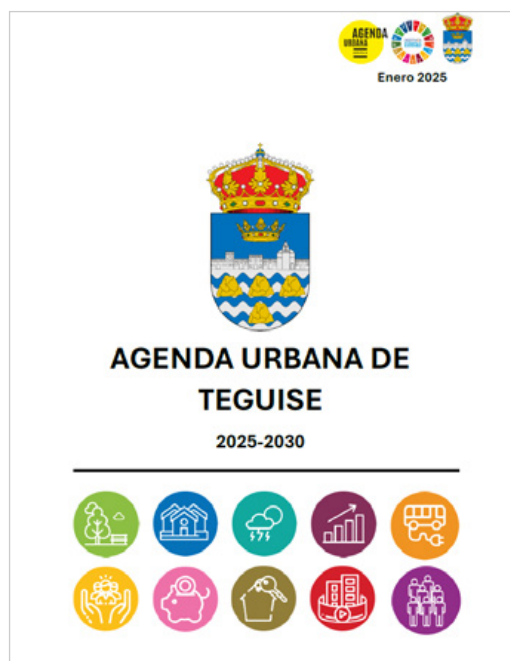 AGENDA
URBANA
Enero 2025
AGENDA URBANA DE
TEGUISE
2025-2030